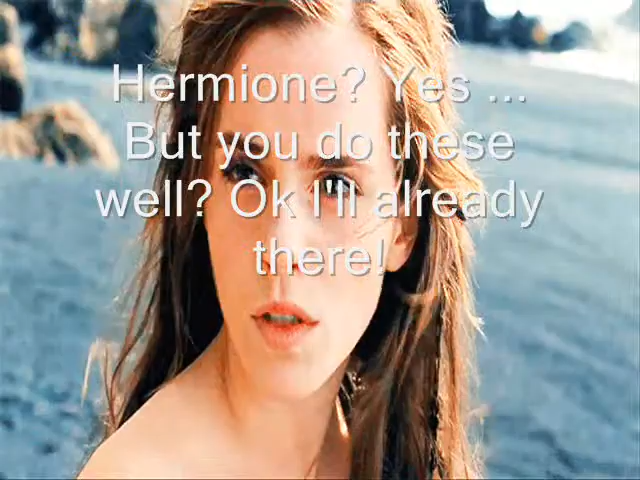 Hermione? Yes ...
But you do these
well? Ok I'll already
there!